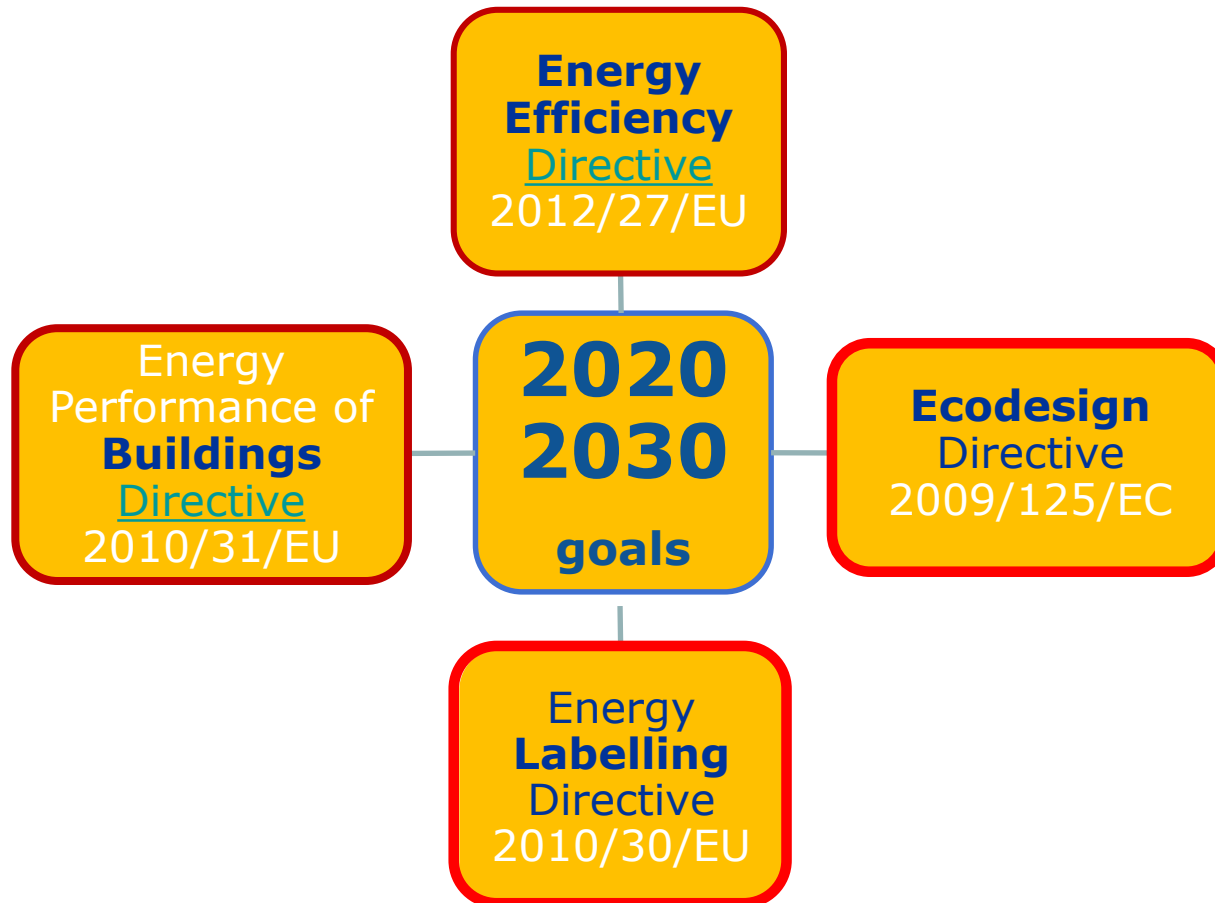 Energy
Efficiency
Directive
2012/27/EU
Energy
Performance of
Buildings
Directive
2010/31/EU
2020
2030
goals
Ecodesign
Directive
2009/125/EC
Energy
Labelling
Directive
2010/30/EU